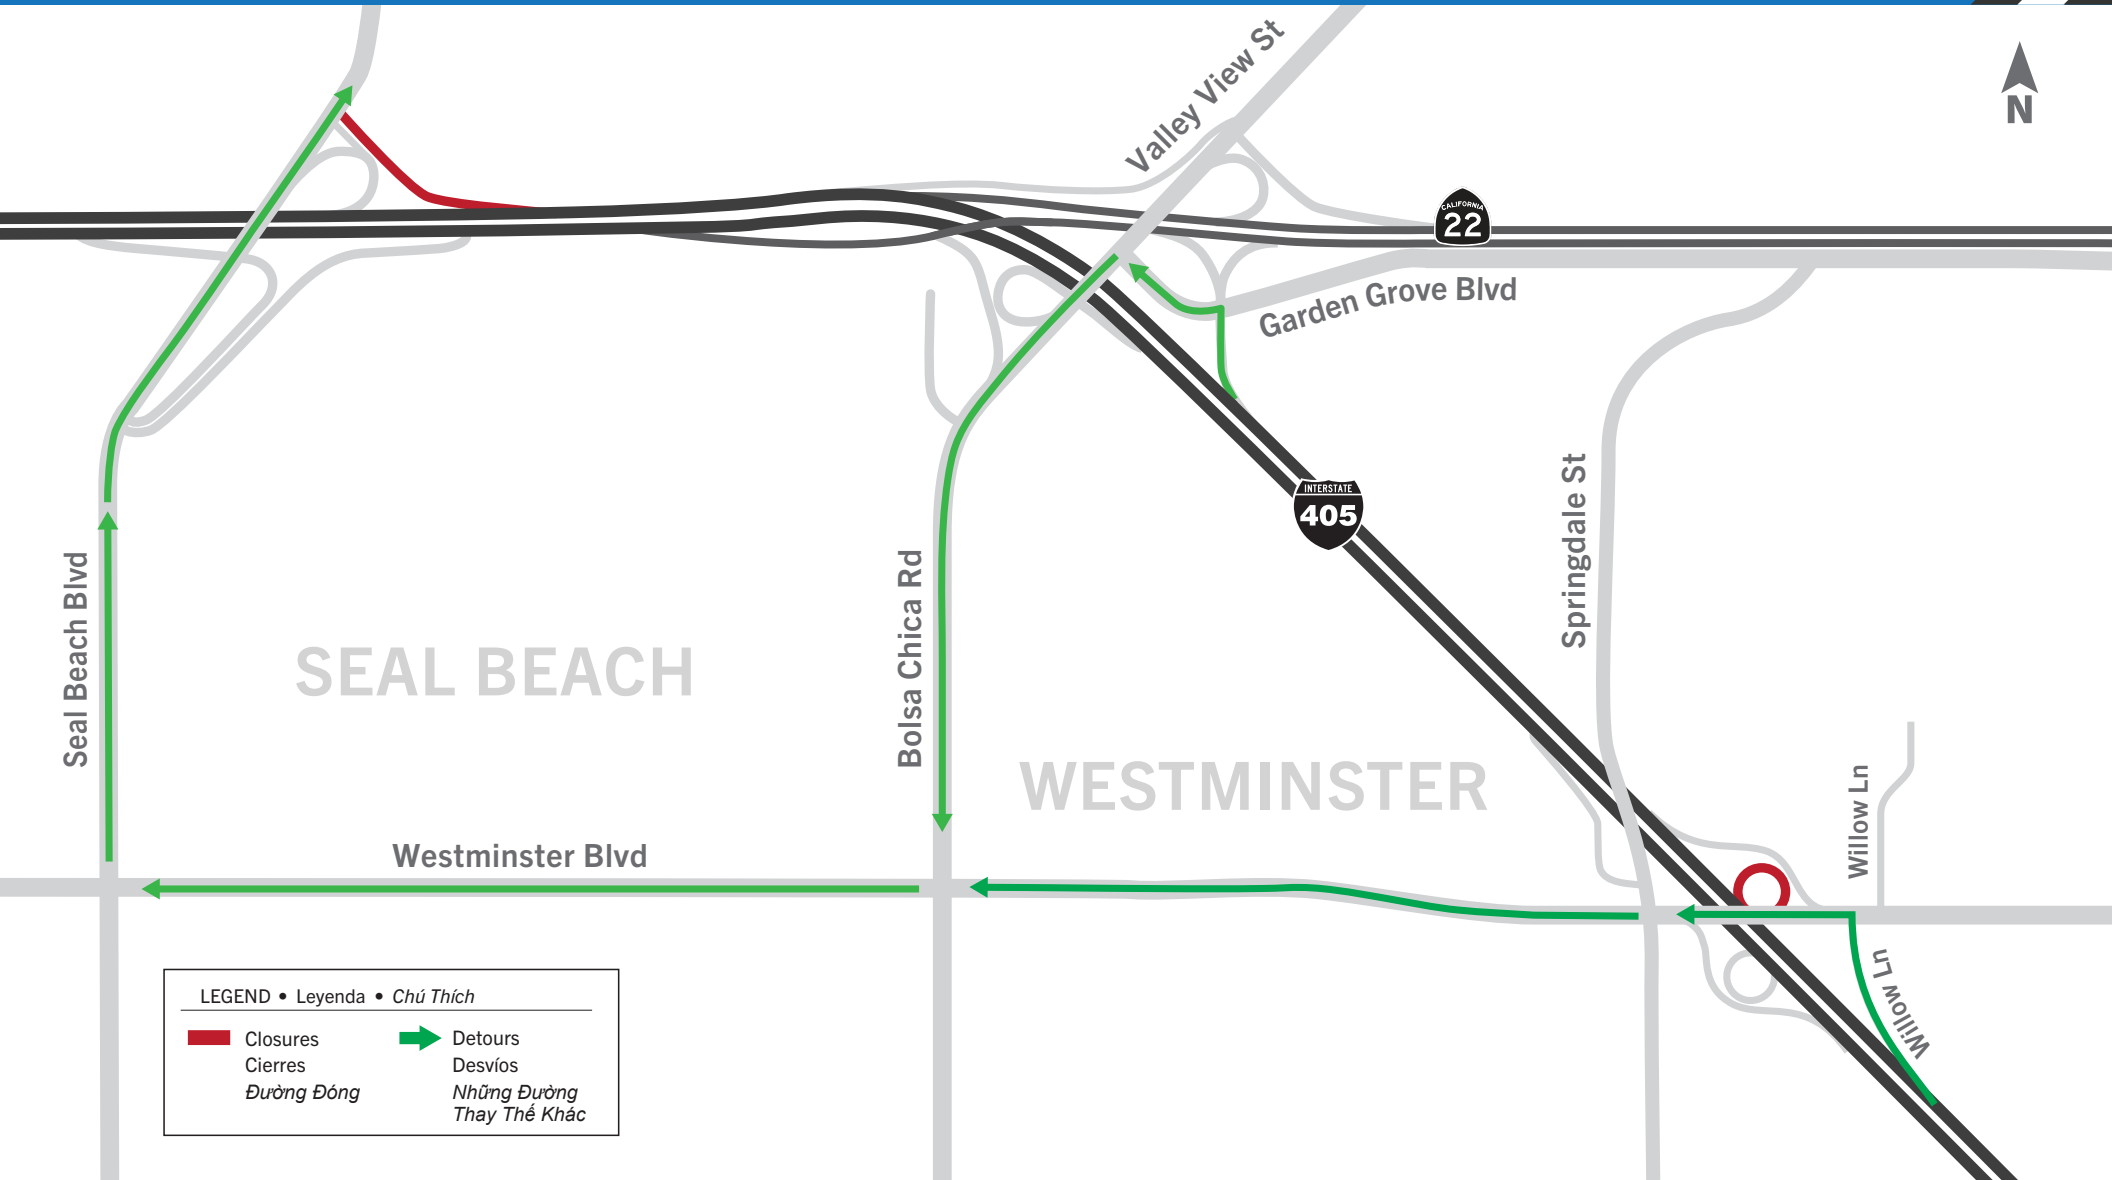 Valley View St
N
CALIFORNIA
22
Garden Grove Blvd
INTERSTATE
405
Springdale St
Seal Beach Blvd
SEAL BEACH
Bolsa Chica Rd
WESTMINSTER
Willow Ln
Westminster Blvd
Willow Ln
LEGEND • Leyenda • Chú Thích
Closures
Cierres
Đường Đóng
Detours
Desvíos
Những Đường
Thay Thế Khác